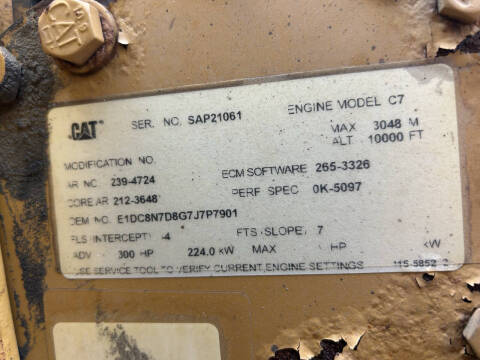 CAT
SER. NO. SAP21061
ENGINE MODEL C7
MAX 3048 M
ALT 10000 FT
MODIFICATION NO.
AR NO. 239-4724
ECM SOFTWARE 265-3326
CORE AR 212-3648
PERF SPEC 0K-5097
OEM NO. E1DC8N7D8G7J7P7901
FLS INTERCEPT -4 FTS SLOPE 7
ADV 300 HP 224.0 kW MAX HP kW
USE SERVICE TOOL TO VERIFY CURRENT ENGINE SETTINGS 115-5852 2